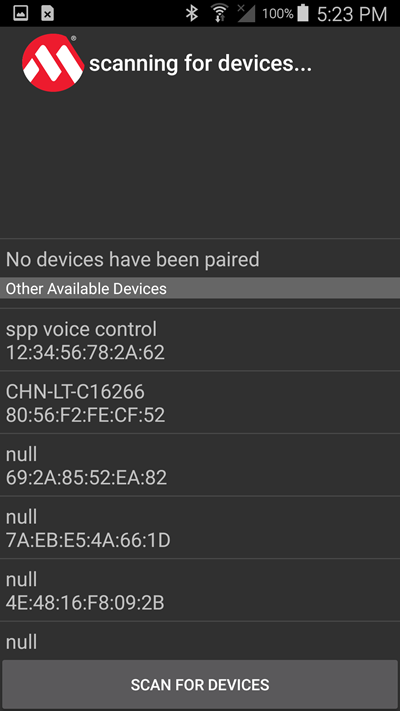 100% 5:23 PM
® scanning for devices...
No devices have been paired
Other Available Devices
spp voice control
12:34:56:78:2A:62
CHN-LT-C16266
80:56:F2:FE:CF:52
null
69:2A:85:52:EA:82
null
7A:EB:E5:4A:66:1D
null
4E:48:16:F8:09:2B
null
SCAN FOR DEVICES